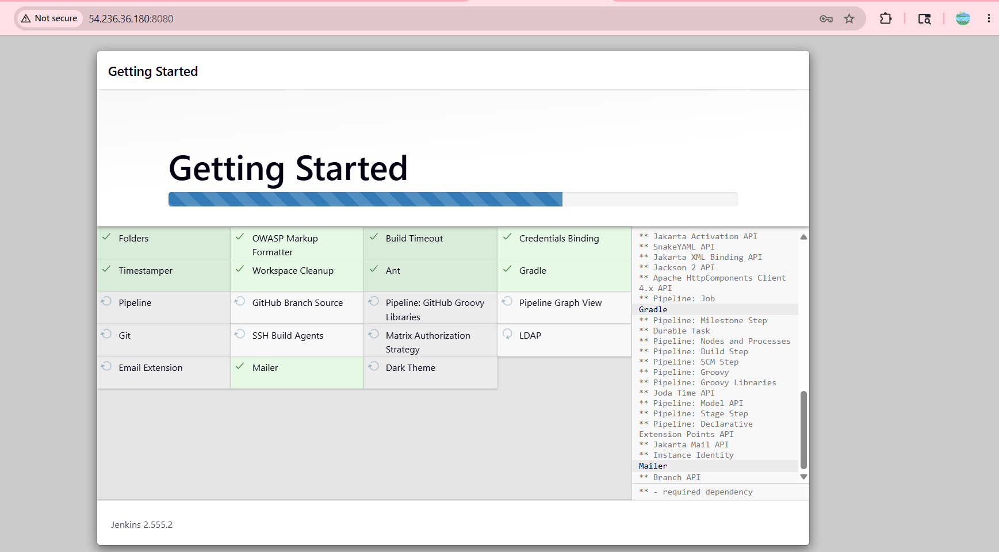 Not secure
54.236.36.180:8080
Getting Started
Getting Started
Folders
OWASP Markup
Formatter
Build Timeout
Credentials Binding
Timestamper
Workspace Cleanup
Ant
Gradle
Pipeline
GitHub Branch Source
Pipeline: GitHub Groovy
Libraries
Pipeline Graph View
Git
SSH Build Agents
Matrix Authorization
Strategy
LDAP
Email Extension
Mailer
Dark Theme
** Jakarta Activation API
** SnakeYAML API
** Jakarta XML Binding API
** Jackson 2 API
** Apache HttpComponents Client
4.x API
** Pipeline: Job
Gradle
** Pipeline: Milestone Step
** Durable Task
** Pipeline: Nodes and Processes
** Pipeline: Build Step
** Pipeline: SCM Step
** Pipeline: Groovy
** Pipeline: Groovy Libraries
** Joda Time API
** Pipeline: Model API
** Pipeline: Stage Step
** Pipeline: Declarative
Extension Points API
** Jakarta Mail API
** Instance Identity
Mailer
** Branch API
** - required dependency
Jenkins 2.555.2